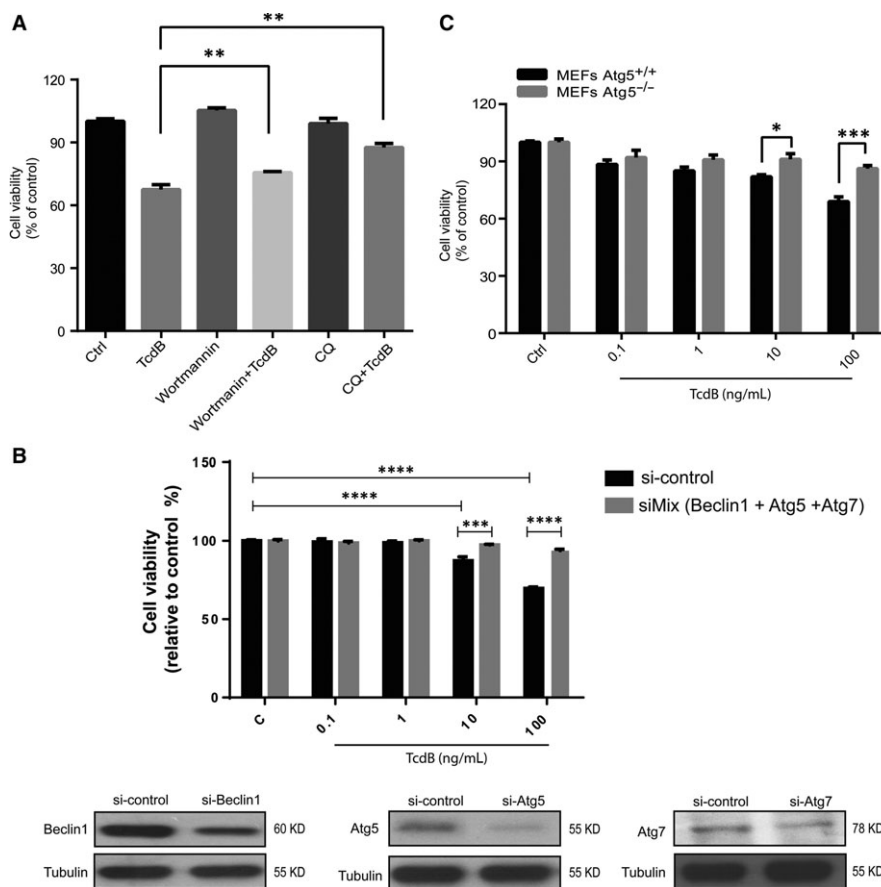 A
**
**
Cell viability
(% of control)
120
90
60
30
0
Ctrl
TcdB
Wortmannin
Wortmanin+TcdB
CQ
CQ+TcdB
C
MEFs Atg5+/+
MEFs Atg5−/−
*
***
Cell viability
(% of control)
120
90
60
30
0
Ctrl
0.1
1
10
100
TcdB (ng/mL)
B
****
****
***
****
si-control
siMix (Beclin1 + Atg5 +Atg7)
Cell viability
(relative to control %)
150
100
50
0
C
0.1
1
10
100
TcdB (ng/mL)
si-control si-Beclin1
Beclin1 60 KD
Tubulin 55 KD
si-control si-Atg5
Atg5 55 KD
Tubulin 55 KD
si-control si-Atg7
Atg7 78 KD
Tubulin 55 KD